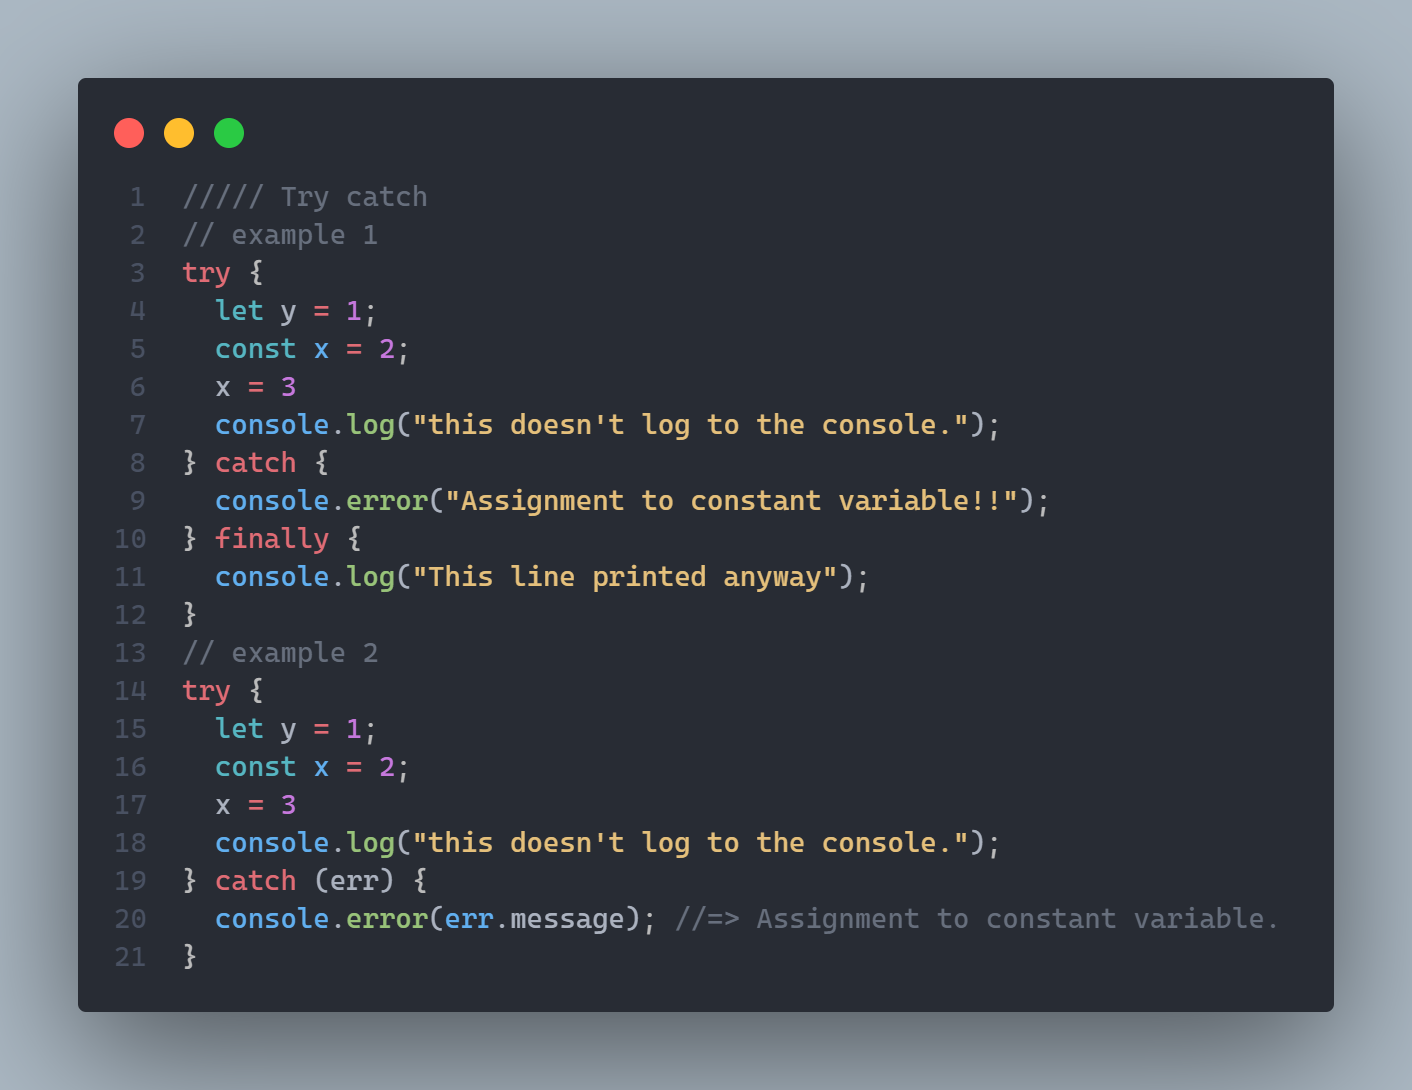 1 ///// Try catch
2 // example 1
3 try {
4   let y = 1;
5   const x = 2;
6   x = 3
7   console.log("this doesn't log to the console.");
8 } catch {
9   console.error("Assignment to constant variable!!");
10 } finally {
11   console.log("This line printed anyway");
12 }
13 // example 2
14 try {
15   let y = 1;
16   const x = 2;
17   x = 3
18   console.log("this doesn't log to the console.");
19 } catch (err) {
20   console.error(err.message); //=> Assignment to constant variable.
21 }